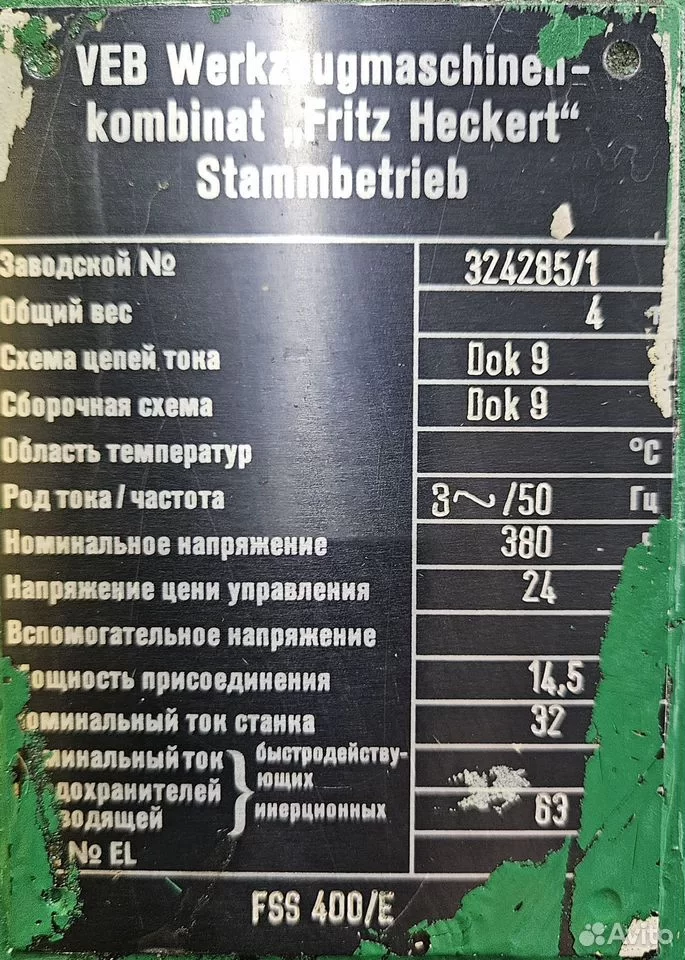 VEB Werkzeugmaschinen-
kombinat „Fritz Heckert“
Stammbetrieb
Заводской № 324285/1
Общий вес 4 т
Схема цепей тока Dok 9
Сборочная схема Dok 9
Область температур °C
Род тока / частота 3~/50 Гц
Номинальное напряжение 380
Напряжение цени управления 24
Вспомогательное напряжение
Мощность присоединения 14,5
Номинальный ток станка 32
минальный ток быстродейству-
ющих
дохранителей
инерционных 63
водящей
№ EL
FSS 400/E
Avito